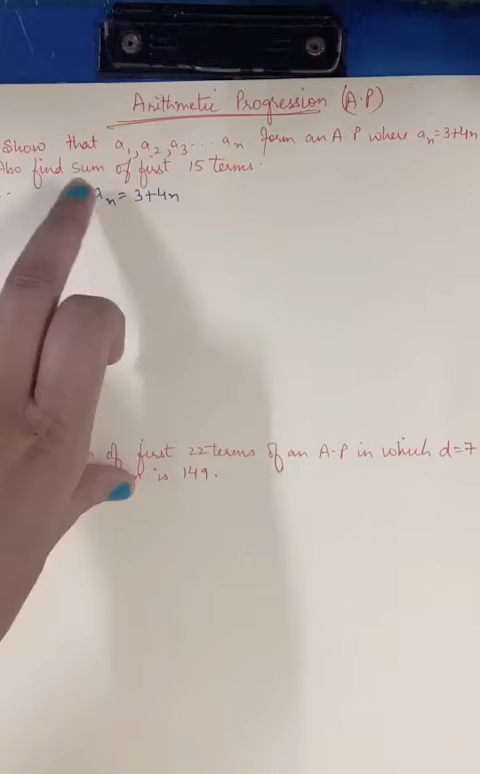 Arithmetic Progression (A.P)
Show that a₁, a₂, a₃ ... aₙ form an A.P where aₙ=3+4n
Also find sum of first 15 terms.
aₙ = 3+4n
of first 22 terms of an A.P in which d=7
is 149.